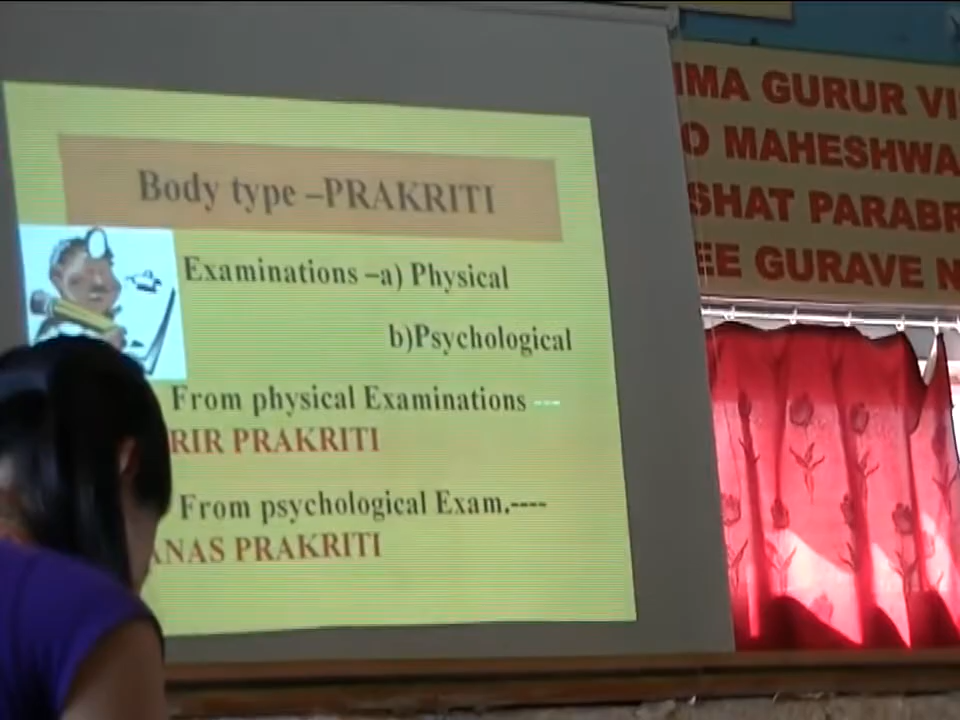 Body type –PRAKRITI
Examinations –a) Physical
b)Psychological
From physical Examinations ---
RIR PRAKRITI
From psychological Exam.----
ANAS PRAKRITI
IMA GURUR VI
O MAHESHWA
SHAT PARABR
EE GURAVE N